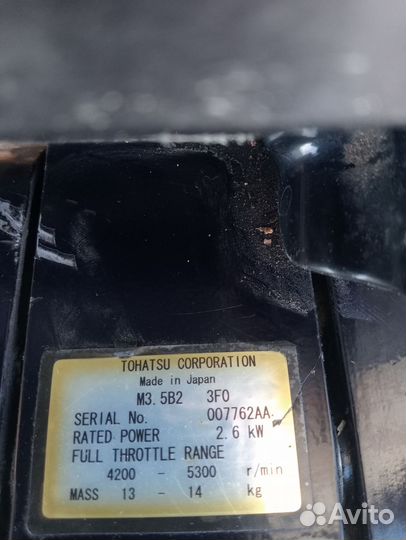 TOHATSU CORPORATION
Made in Japan
M3.5B2 3F0
SERIAL No. 007762AA
RATED POWER 2.6 kW
FULL THROTTLE RANGE
4200 - 5300 r/min
MASS 13 - 14 kg
Avito